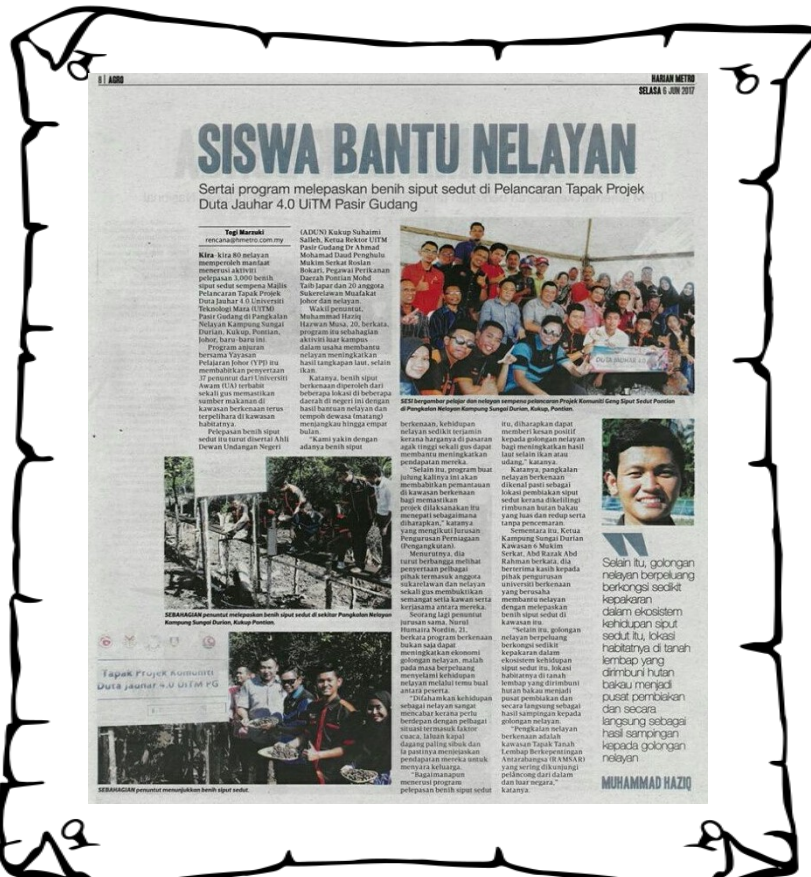 8 | AGRO
HARIAN METRO
SELASA 6 JUN 2017
SISWA BANTU NELAYAN
Sertai program melepaskan benih siput sedut di Pelancaran Tapak Projek
Duta Jauhar 4.0 UiTM Pasir Gudang
Togi Marzuki
rencana@hmetro.com.my
Kira-kira 80 nelayan
memperoleh manfaat
menerusi aktiviti
pelepasan 3,000 benih
siput sedut sempena Majlis
Pelancaran Tapak Projek
Duta Jauhar 4.0 Universiti
Teknologi Mara (UiTM)
Pasir Gudang di Pangkalan
Nelayan Kampung Sungai
Durian, Kukup, Pontian,
Johor, baru-baru ini
Program anjuran
bersama Yayasan
Pelajaran Johor (YPJ) itu
membabitkan penyertaan
37 penuntut dari Universiti
Awam (UA) terbabit
sekali gus memastikan
sumber makanan di
kawasan berkenaan terus
terpelihara di kawasan
habitatnya.
Pelepasan benih siput
sedut itu turut disertai Ahli
Dewan Undangan Negeri
(ADUN) Kukup Suhaimi
Salleh, Ketua Rektor UiTM
Pasir Gudang Dr Ahmad
Mohamad Daud Penghulu
Mukim Serkat Roslan
Bokari, Pegawai Perikanan
Daerah Pontian Mohd
Taib Japar dan 20 anggota
Sukarelawan Muafakat
Johor dan nelayan.
Wakil penuntut,
Muhammad Haziq
Hazwan Musa, 20, berkata,
program itu sebahagian
aktiviti luar kampus
dalam usaha membantu
nelayan meningkatkan
hasil tangkapan laut, selain
ikan.
Katanya, benih siput
berkenaan diperoleh dari
beberapa lokasi di beberapa
daerah di negeri ini dengan
hasil bantuan nelayan dan
tempoh dewasa (matang)
menjangkau hingga empat
bulan.
"Kami yakin dengan
adanya benih siput
SESI bergambar pelajar dan nelayan sempena pelancaran Projek Komuniti Geng Siput Sedut Pontian
di Pangkalan Nelayan Kampung Sungai Durian, Kukup, Pontian.
berkenaan, kehidupan
nelayan sedikit terjamin
kerana harganya di pasaran
agak tinggi sekali gus dapat
membantu meningkatkan
pendapatan mereka.
"Selain itu, program buat
julung kalinya ini akan
membabitkan pemantauan
di kawasan berkenaan
bagi memastikan
projek dilaksanakan itu
menepati sebagaimana
diharapkan," katanya
yang mengikuti Jurusan
Pengurusan Perniagaan
(Pengangkutan).
Menurutnya, dia
turut berbangga melihat
penyertaan pelbagai
pihak termasuk anggota
sukarelawan dan nelayan
sekali gus membuktikan
semangat setia kawan serta
kerjasama antara mereka.
Seorang lagi penuntut
jurusan sama, Nurul
Humaira Nordin, 21,
berkata program berkenaan
bukan saja dapat
meningkatkan ekonomi
golongan nelayan, malah
pada masa berpeluang
menyelami kehidupan
nelayan melalui temu bual
antara peserta.
"Difahamkan kehidupan
sebagai nelayan sangat
mencabar kerana perlu
berdepan dengan pelbagai
situasi termasuk faktor
cuaca, laluan kapal
dagang paling sibuk dan
ia pastinya menjejaskan
pendapatan mereka untuk
menyara keluarga.
"Bagaimanapun
menerusi program
pelepasan benih siput sedut
itu, diharapkan dapat
memberi kesan positif
kepada golongan nelayan
bagi meningkatkan hasil
laut selain ikan atau
udang," katanya.
Katanya, pangkalan
nelayan berkenaan
dikenal pasti sebagai
lokasi pembiakan siput
sedut kerana dikelilingi
rimbunan hutan bakau
yang luas dan redup serta
tanpa pencemaran.
Sementara itu, Ketua
Kampung Sungai Durian
Kawasan 6 Mukim
Serkat, Abd Razak Abd
Rahman berkata, dia
berterima kasih kepada
pihak pengurusan
universiti berkenaan
yang berusaha
membantu nelayan
dengan melepaskan
benih siput sedut di
kawasan itu.
"Selain itu, golongan
nelayan berpeluang
berkongsi sedikit
kepakaran dalam
ekosistem kehidupan
siput sedut itu, lokasi
habitatnya di tanah
lembap yang dirimbuni
hutan bakau menjadi
pusat pembiakan dan
secara langsung sebagai
hasil sampingan kepada
golongan nelayan.
"Pengkalan nelayan
berkenaan adalah
kawasan Tapak Tanah
Lembap Berkepentingan
Antarabangsa (RAMSAR)
yang sering dikunjungi
pelancong dari dalam
dan luar negara,"
katanya.
Selain itu, golongan
nelayan berpeluang
berkongsi sedikit
kepakaran
dalam ekosistem
kehidupan siput
sedut itu, lokasi
habitatnya di tanah
lembap yang
dirimbuni hutan
bakau menjadi
pusat pembiakan
dan secara
langsung sebagai
hasil sampingan
kepada golongan
nelayan
MUHAMMAD HAZIQ
SEBAHAGIAN penuntut melepaskan benih siput sedut di sekitar Pangkalan Nelayan
Kampung Sungai Durian, Kukup Pontian.
Tapak Projek Komuniti
Duta Jauhar 4.0 UiTM PG
SEBAHAGIAN penuntut menunjukkan benih siput sedut.